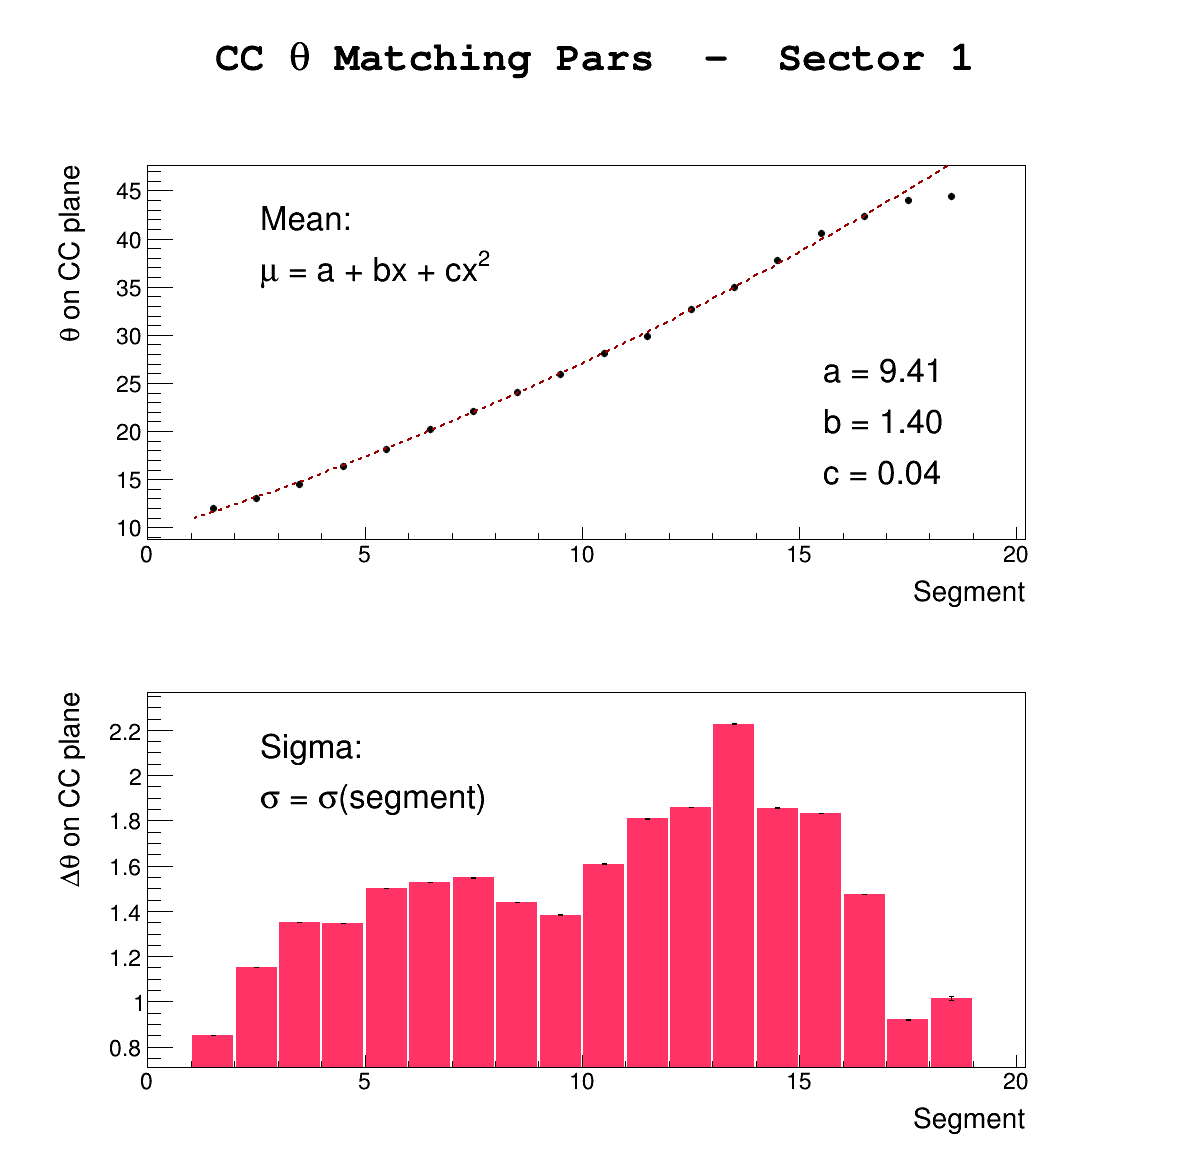 CC θ Matching Pars – Sector 1
θ on CC plane
45
40
35
30
25
20
15
10
Mean:
μ = a + bx + cx²
a = 9.41
b = 1.40
c = 0.04
0 5 10 15 20
Segment
Δθ on CC plane
2.2
2
1.8
1.6
1.4
1.2
1
0.8
Sigma:
σ = σ(segment)
0 5 10 15 20
Segment